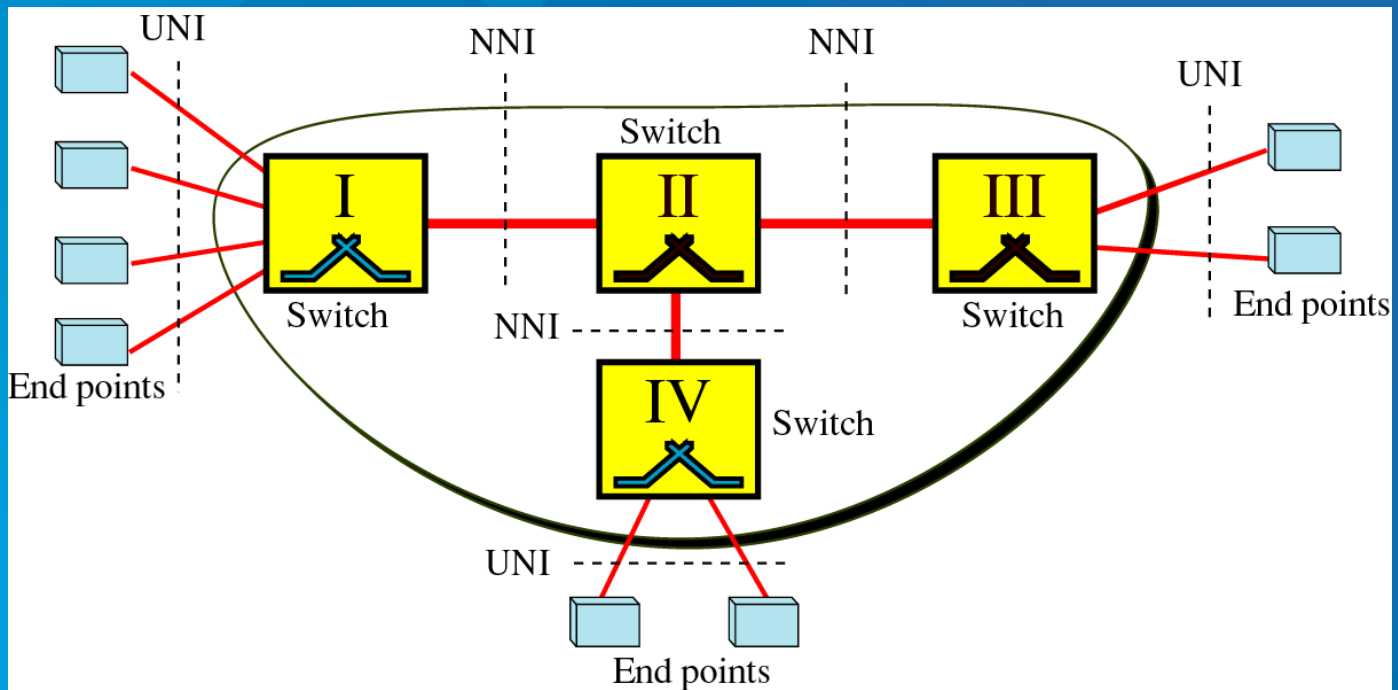 UNI
NNI
NNI
UNI
Switch
I
II
III
Switch
Switch
End points
End points
NNI
IV
Switch
UNI
End points